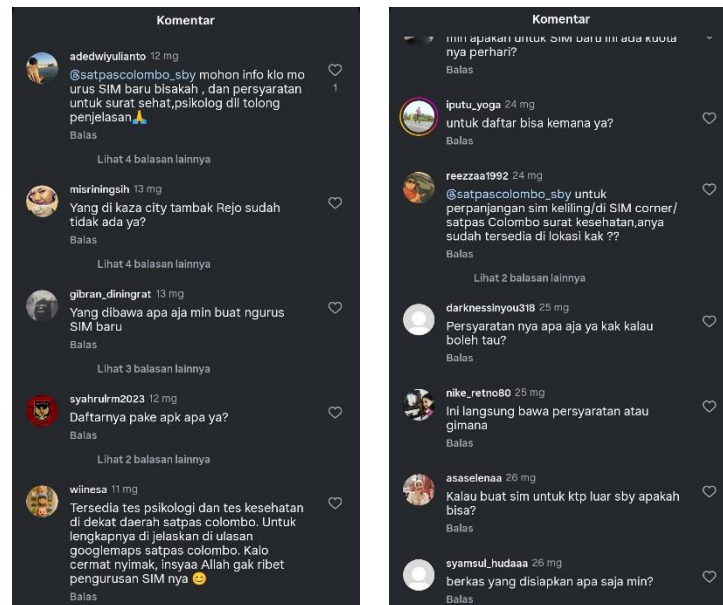 Komentar
adedwiyulianto 12 mg
@satpascolombo_sby mohon info klo mo
urus SIM baru bisakah , dan persyaratan
untuk surat sehat,psikolog dll tolong
penjelasan🙏
1
Balas
Lihat 4 balasan lainnya
misriningsih 13 mg
Yang di kaza city tambak Rejo sudah
tidak ada ya?
Balas
Lihat 4 balasan lainnya
gibran_diningrat 13 mg
Yang dibawa apa aja min buat ngurus
SIM baru
Balas
Lihat 3 balasan lainnya
syahrulrm2023 12 mg
Daftarnya pake apk apa ya?
Balas
Lihat 2 balasan lainnya
wiinesa 11 mg
Tersedia tes psikologi dan tes kesehatan
di dekat daerah satpas colombo. Untuk
lengkapnya di jelaskan di ulasan
googlemaps satpas colombo. Kalo
cermat nyimak, insyaa Allah gak ribet
pengurusan SIM nya 😊
Balas
Komentar
min apakah untuk SIM baru ini ada kuota
nya perhari?
Balas
iputu_yoga 24 mg
untuk daftar bisa kemana ya?
Balas
reezzaa1992 24 mg
@satpascolombo_sby untuk
perpanjangan sim keliling/di SIM corner/
satpas Colombo surat kesehatan,anya
sudah tersedia di lokasi kak ??
Balas
Lihat 2 balasan lainnya
darknessinyou318 25 mg
Persyaratan nya apa aja ya kak kalau
boleh tau?
Balas
nike_retno80 25 mg
Ini langsung bawa persyaratan atau
gimana
Balas
asaselenaa 26 mg
Kalau buat sim untuk ktp luar sby apakah
bisa?
Balas
syamsul_hudaaa 26 mg
berkas yang disiapkan apa saja min?
Balas